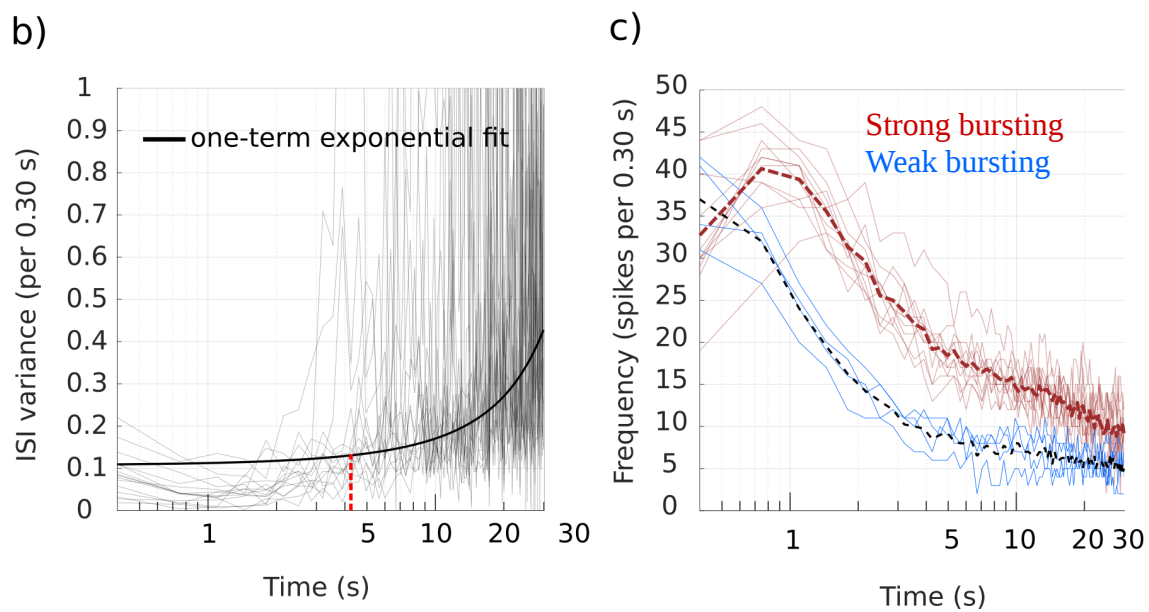 b)
ISI variance (per 0.30 s)
1
0.9
0.8
0.7
0.6
0.5
0.4
0.3
0.2
0.1
0
one-term exponential fit
1 5 10 20 30
Time (s)
c)
Frequency (spikes per 0.30 s)
50
45
40
35
30
25
20
15
10
5
0
Strong bursting
Weak bursting
1 5 10 20 30
Time (s)